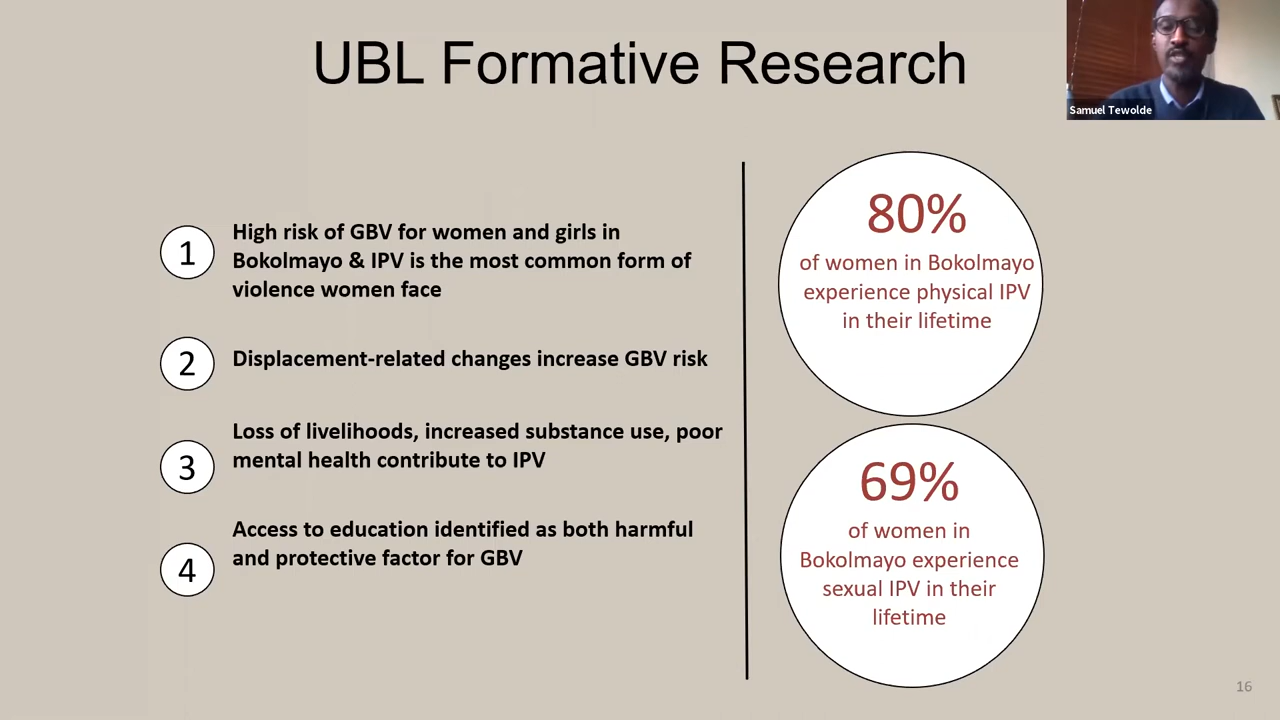 UBL Formative Research
Samuel Tewolde
1
High risk of GBV for women and girls in
Bokolmayo & IPV is the most common form of
violence women face
2
Displacement-related changes increase GBV risk
3
Loss of livelihoods, increased substance use, poor
mental health contribute to IPV
4
Access to education identified as both harmful
and protective factor for GBV
80%
of women in Bokolmayo
experience physical IPV
in their lifetime
69%
of women in
Bokolmayo experience
sexual IPV in their
lifetime
16